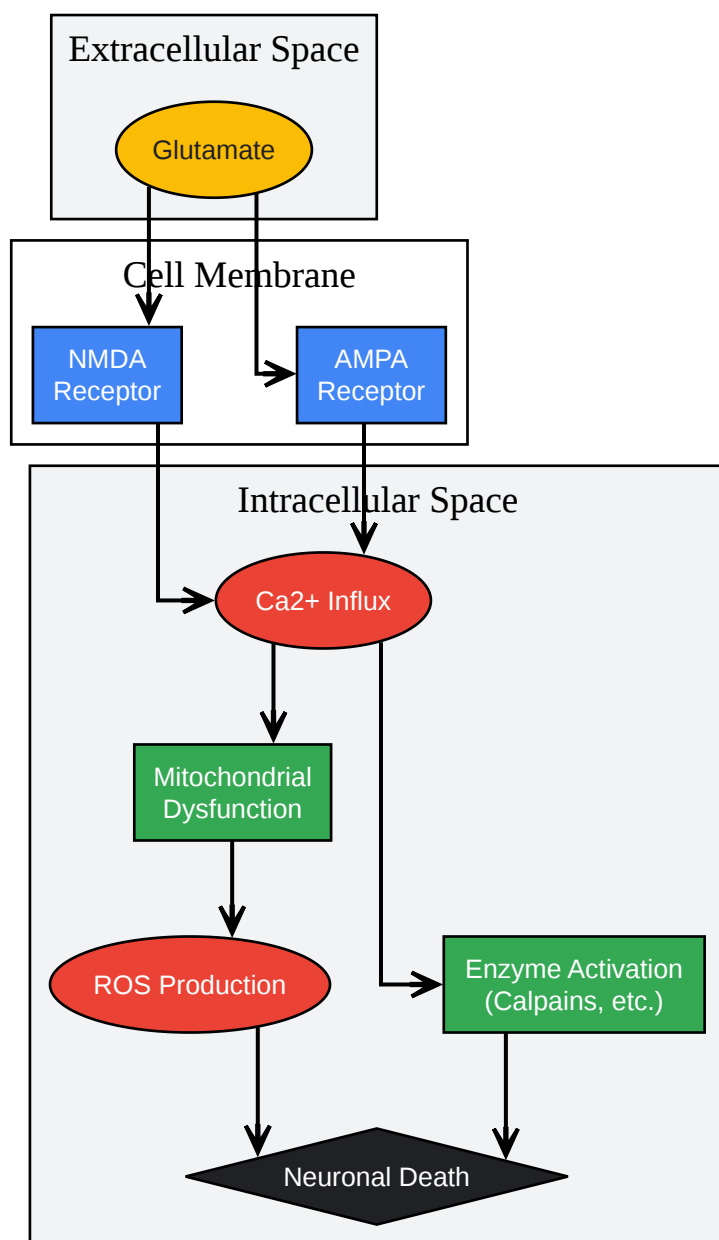 Extracellular Space
Glutamate
Cell Membrane
NMDA
Receptor
AMPA
Receptor
Intracellular Space
Ca2+ Influx
Mitochondrial
Dysfunction
ROS Production
Enzyme Activation
(Calpains, etc.)
Neuronal Death